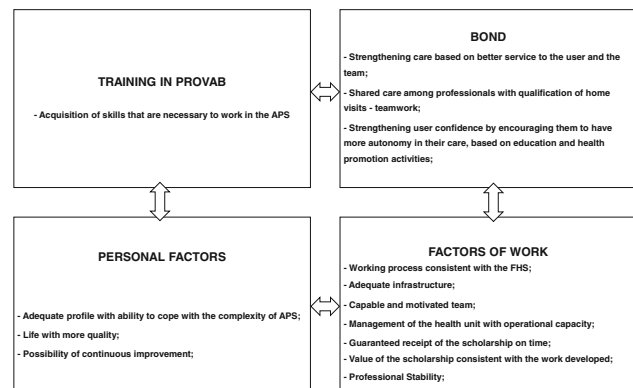 TRAINING IN PROVAB
- Acquisition of skills that are necessary to work in the APS
BOND
- Strengthening care based on better service to the user and the
team;
- Shared care among professionals with qualification of home
visits - teamwork;
- Strengthening user confidence by encouraging them to have
more autonomy in their care, based on education and health
promotion activities;
PERSONAL FACTORS
- Adequate profile with ability to cope with the complexity of APS;
- Life with more quality;
- Possibility of continuous improvement;
FACTORS OF WORK
- Working process consistent with the FHS;
- Adequate infrastructure;
- Capable and motivated team;
- Management of the health unit with operational capacity;
- Guaranteed receipt of the scholarship on time;
- Value of the scholarship consistent with the work developed;
- Professional Stability;